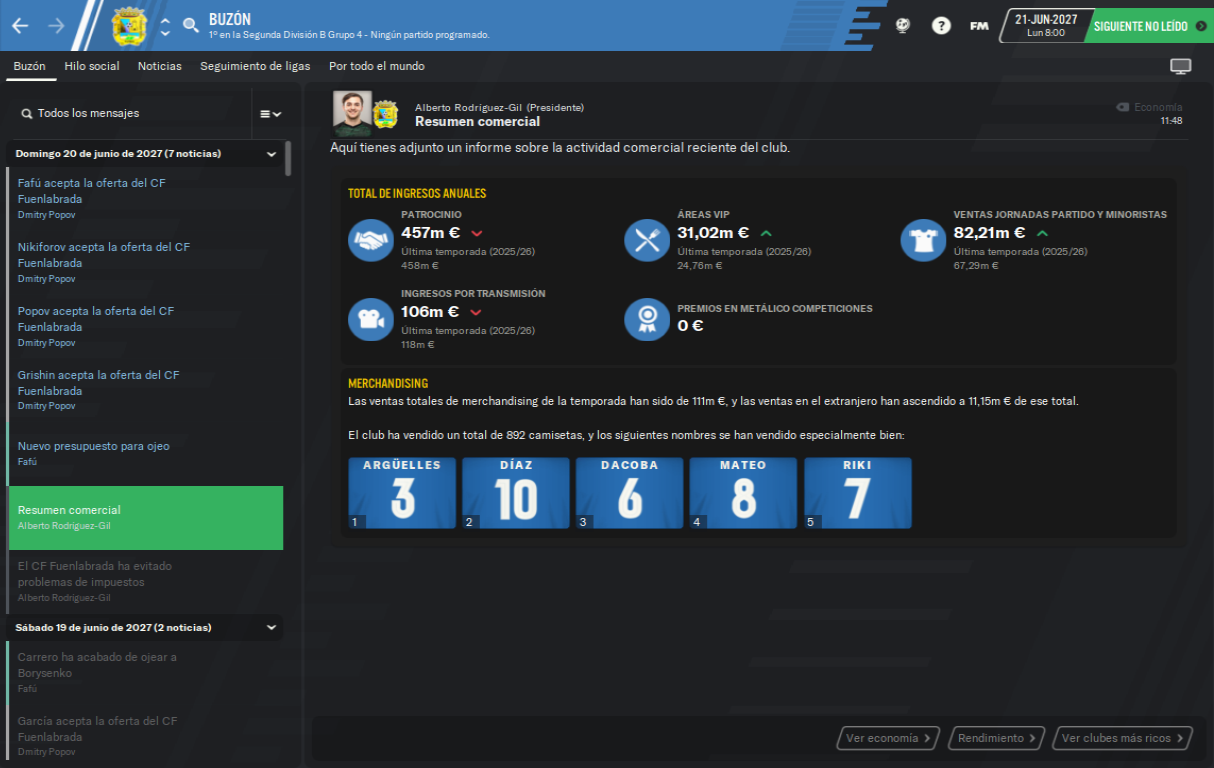 BUZÓN
1º en la Segunda División B Grupo 4 - Ningún partido programado.
?
FM
21-JUN-2027
Lun 8:00
SIGUIENTE NO LEÍDO
Buzón
Hilo social
Noticias
Seguimiento de ligas
Por todo el mundo
Todos los mensajes
Domingo 20 de junio de 2027 (7 noticias)
Fafú acepta la oferta del CF
Fuenlabrada
Dmitry Popov
Nikiforov acepta la oferta del CF
Fuenlabrada
Dmitry Popov
Popov acepta la oferta del CF
Fuenlabrada
Dmitry Popov
Grishin acepta la oferta del CF
Fuenlabrada
Dmitry Popov
Nuevo presupuesto para ojeo
Fafú
Resumen comercial
Alberto Rodríguez-Gil
El CF Fuenlabrada ha evitado
problemas de impuestos
Alberto Rodríguez-Gil
Sábado 19 de junio de 2027 (2 noticias)
Carrero ha acabado de ojear a
Borysenko
Fafú
García acepta la oferta del CF
Fuenlabrada
Dmitry Popov
Alberto Rodríguez-Gil (Presidente)
Resumen comercial
Economía
11:48
Aquí tienes adjunto un informe sobre la actividad comercial reciente del club.
TOTAL DE INGRESOS ANUALES
PATROCINIO
457m €
Última temporada (2025/26)
458m €
ÁREAS VIP
31,02m €
Última temporada (2025/26)
24,76m €
VENTAS JORNADAS PARTIDO Y MINORISTAS
82,21m €
Última temporada (2025/26)
67,29m €
INGRESOS POR TRANSMISIÓN
106m €
Última temporada (2025/26)
118m €
PREMIOS EN METÁLICO COMPETICIONES
0 €
MERCHANDISING
Las ventas totales de merchandising de la temporada han sido de 111m €, y las ventas en el extranjero han ascendido a 11,15m € de ese total.
El club ha vendido un total de 892 camisetas, y los siguientes nombres se han vendido especialmente bien:
ARGÜELLES
3
1
DÍAZ
10
2
DACOBA
6
3
MATEO
8
4
RIKI
7
5
Ver economía
Rendimiento
Ver clubes más ricos